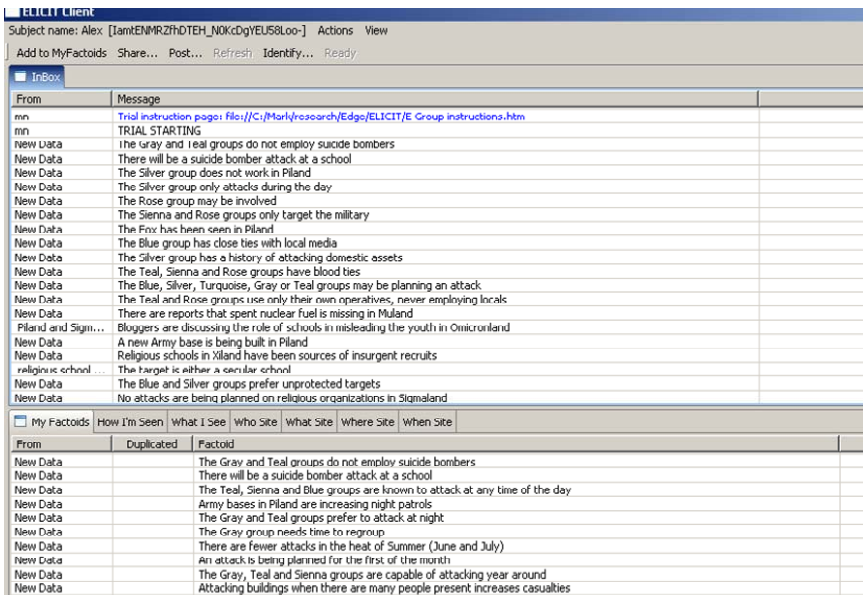 ELICIT Client
Subject name: Alex [IamtENMRZfhDTEH_N0KcDgYEU58Loo-] Actions View
Add to MyFactoids Share... Post... Refresh Identify... Ready
InBox
From Message
mn Trial instruction page: file://C:/Mark/research/Edge/ELICIT/E Group instructions.htm
mn TRIAL STARTING
New Data The Gray and Teal groups do not employ suicide bombers
New Data There will be a suicide bomber attack at a school
New Data The Silver group does not work in Piland
New Data The Silver group only attacks during the day
New Data The Rose group may be involved
New Data The Sienna and Rose groups only target the military
New Data The Fox has been seen in Piland
New Data The Blue group has close ties with local media
New Data The Silver group has a history of attacking domestic assets
New Data The Teal, Sienna and Rose groups have blood ties
New Data The Blue, Silver, Turquoise, Gray or Teal groups may be planning an attack
New Data The Teal and Rose groups use only their own operatives, never employing locals
New Data There are reports that spent nuclear fuel is missing in Muland
Piland and Sigm... Bloggers are discussing the role of schools in misleading the youth in Omicronland
New Data A new Army base is being built in Piland
New Data Religious schools in Xiland have been sources of insurgent recruits
religious school ... The target is either a secular school
New Data The Blue and Silver groups prefer unprotected targets
New Data No attacks are being planned on religious organizations in Sigmaland
My Factoids How I'm Seen What I See Who Site What Site Where Site When Site
From Duplicated Factoid
New Data The Gray and Teal groups do not employ suicide bombers
New Data There will be a suicide bomber attack at a school
New Data The Teal, Sienna and Blue groups are known to attack at any time of the day
New Data Army bases in Piland are increasing night patrols
New Data The Gray and Teal groups prefer to attack at night
New Data The Gray group needs time to regroup
New Data There are fewer attacks in the heat of Summer (June and July)
New Data An attack is being planned for the first of the month
New Data The Gray, Teal and Sienna groups are capable of attacking year around
New Data Attacking buildings when there are many people present increases casualties